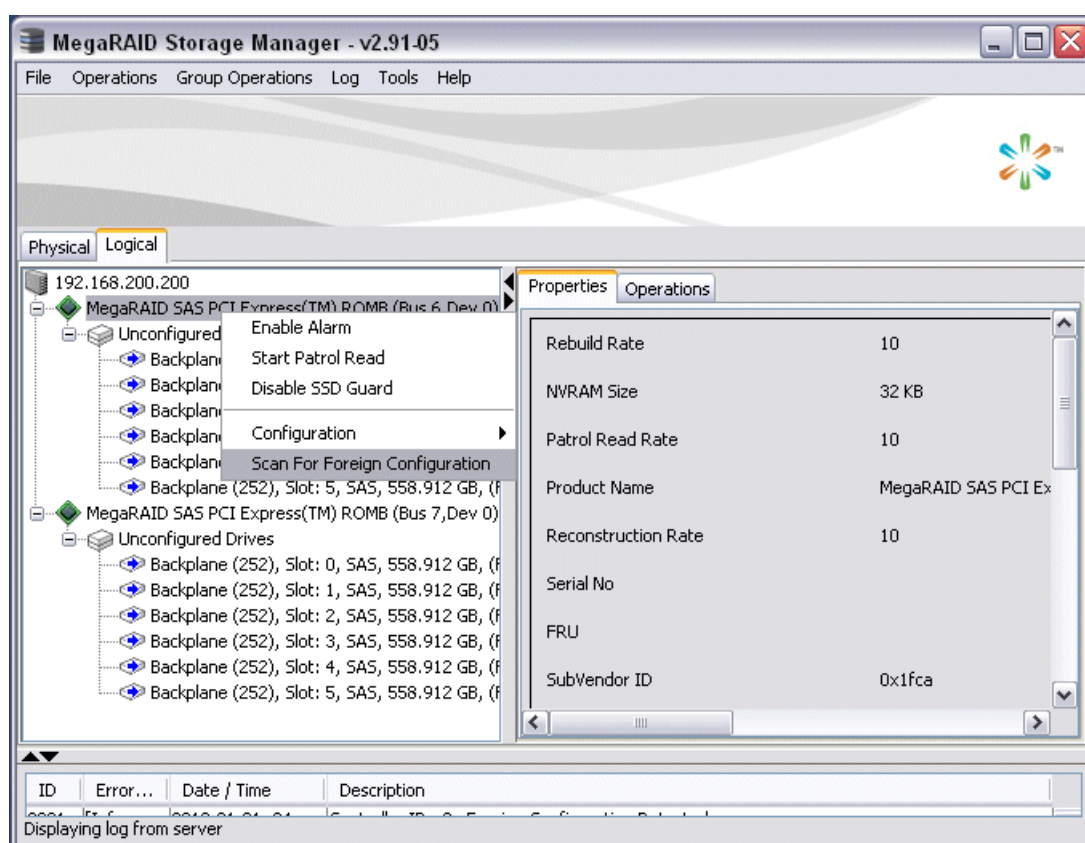 MegaRAID Storage Manager - v2.91-05
File Operations Group Operations Log Tools Help
TM
Physical Logical
192.168.200.200
MegaRAID SAS PCI Express(TM) ROMB (Bus 6,Dev 0)
Unconfigured
Backplane
Backplane
Backplane
Backplane
Backplane
Backplane (252), Slot: 5, SAS, 558.912 GB, (F
MegaRAID SAS PCI Express(TM) ROMB (Bus 7,Dev 0)
Unconfigured Drives
Backplane (252), Slot: 0, SAS, 558.912 GB, (F
Backplane (252), Slot: 1, SAS, 558.912 GB, (F
Backplane (252), Slot: 2, SAS, 558.912 GB, (F
Backplane (252), Slot: 3, SAS, 558.912 GB, (F
Backplane (252), Slot: 4, SAS, 558.912 GB, (F
Backplane (252), Slot: 5, SAS, 558.912 GB, (F
Enable Alarm
Start Patrol Read
Disable SSD Guard
Configuration
Scan For Foreign Configuration
Properties Operations
Rebuild Rate 10
NVRAM Size 32 KB
Patrol Read Rate 10
Product Name MegaRAID SAS PCI Ex
Reconstruction Rate 10
Serial No
FRU
SubVendor ID 0x1fca
ID Error... Date / Time Description
Displaying log from server